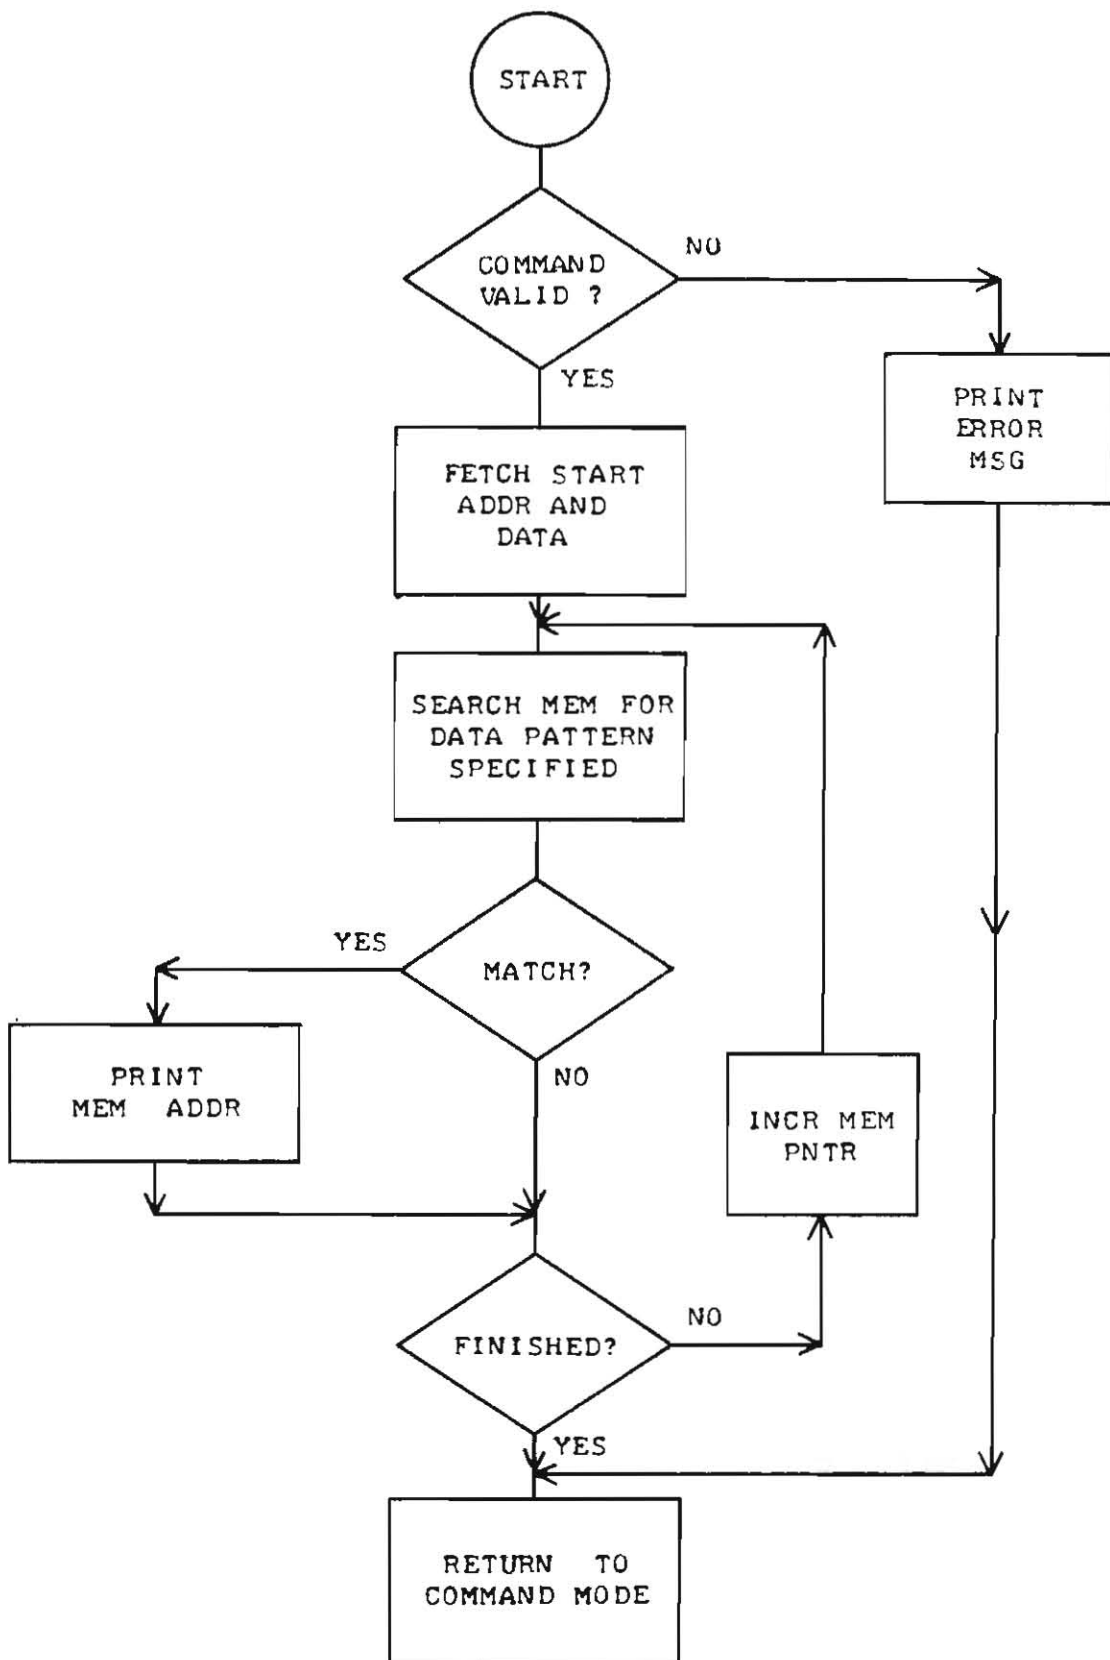 START
COMMAND
VALID ?
NO
YES
PRINT
ERROR
MSG
FETCH START
ADDR AND
DATA
SEARCH MEM FOR
DATA PATTERN
SPECIFIED
YES
MATCH?
NO
PRINT
MEM ADDR
INCR MEM
PNTR
FINISHED?
NO
YES
RETURN TO
COMMAND MODE